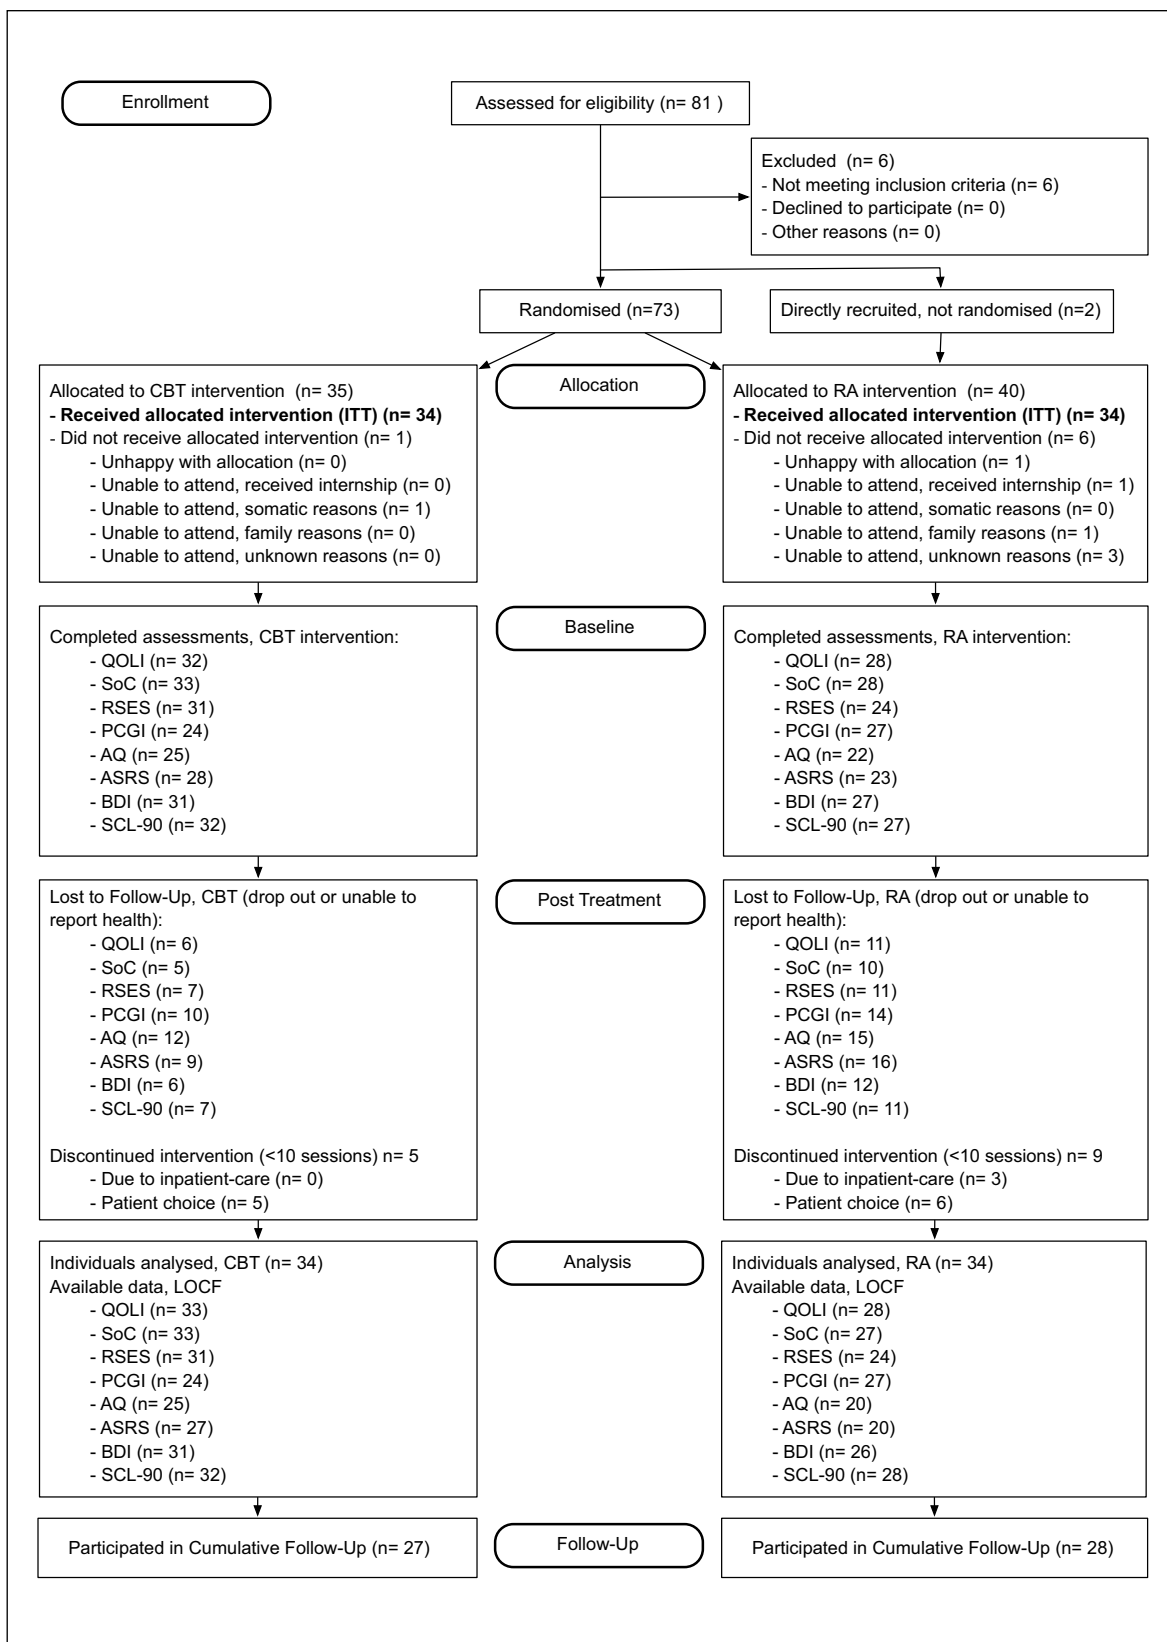 Enrollment
Assessed for eligibility (n= 81 )
Excluded  (n= 6)
- Not meeting inclusion criteria (n= 6)
- Declined to participate (n= 0)
- Other reasons (n= 0)
Randomised (n=73)
Directly recruited, not randomised (n=2)
Allocation
Allocated to CBT intervention  (n= 35)
- Received allocated intervention (ITT) (n= 34)
- Did not receive allocated intervention (n= 1)
- Unhappy with allocation (n= 0)
- Unable to attend, received internship (n= 0)
- Unable to attend, somatic reasons (n= 1)
- Unable to attend, family reasons (n= 0)
- Unable to attend, unknown reasons (n= 0)
Allocated to RA intervention (n= 40)
- Received allocated intervention (ITT) (n= 34)
- Did not receive allocated intervention (n= 6)
- Unhappy with allocation (n= 1)
- Unable to attend, received internship (n= 1)
- Unable to attend, somatic reasons (n= 0)
- Unable to attend, family reasons (n= 1)
- Unable to attend, unknown reasons (n= 3)
Baseline
Completed assessments, CBT intervention:
- QOLI (n= 32)
- SoC (n= 33)
- RSES (n= 31)
- PCGI (n= 24)
- AQ (n= 25)
- ASRS (n= 28)
- BDI (n= 31)
- SCL-90 (n= 32)
Completed assessments, RA intervention:
- QOLI (n= 28)
- SoC (n= 28)
- RSES (n= 24)
- PCGI (n= 27)
- AQ (n= 22)
- ASRS (n= 23)
- BDI (n= 27)
- SCL-90 (n= 27)
Post Treatment
Lost to Follow-Up, CBT (drop out or unable to
report health):
- QOLI (n= 6)
- SoC (n= 5)
- RSES (n= 7)
- PCGI (n= 10)
- AQ (n= 12)
- ASRS (n= 9)
- BDI (n= 6)
- SCL-90 (n= 7)
Discontinued intervention (<10 sessions) n= 5
- Due to inpatient-care (n= 0)
- Patient choice (n= 5)
Lost to Follow-Up, RA (drop out or unable to
report health):
- QOLI (n= 11)
- SoC (n= 10)
- RSES (n= 11)
- PCGI (n= 14)
- AQ (n= 15)
- ASRS (n= 16)
- BDI (n= 12)
- SCL-90 (n= 11)
Discontinued intervention (<10 sessions) n= 9
- Due to inpatient-care (n= 3)
- Patient choice (n= 6)
Analysis
Individuals analysed, CBT (n= 34)
Available data, LOCF
- QOLI (n= 33)
- SoC (n= 33)
- RSES (n= 31)
- PCGI (n= 24)
- AQ (n= 25)
- ASRS (n= 27)
- BDI (n= 31)
- SCL-90 (n= 32)
Individuals analysed, RA (n= 34)
Available data, LOCF
- QOLI (n= 28)
- SoC (n= 27)
- RSES (n= 24)
- PCGI (n= 27)
- AQ (n= 20)
- ASRS (n= 20)
- BDI (n= 26)
- SCL-90 (n= 28)
Follow-Up
Participated in Cumulative Follow-Up (n= 27)
Participated in Cumulative Follow-Up (n= 28)